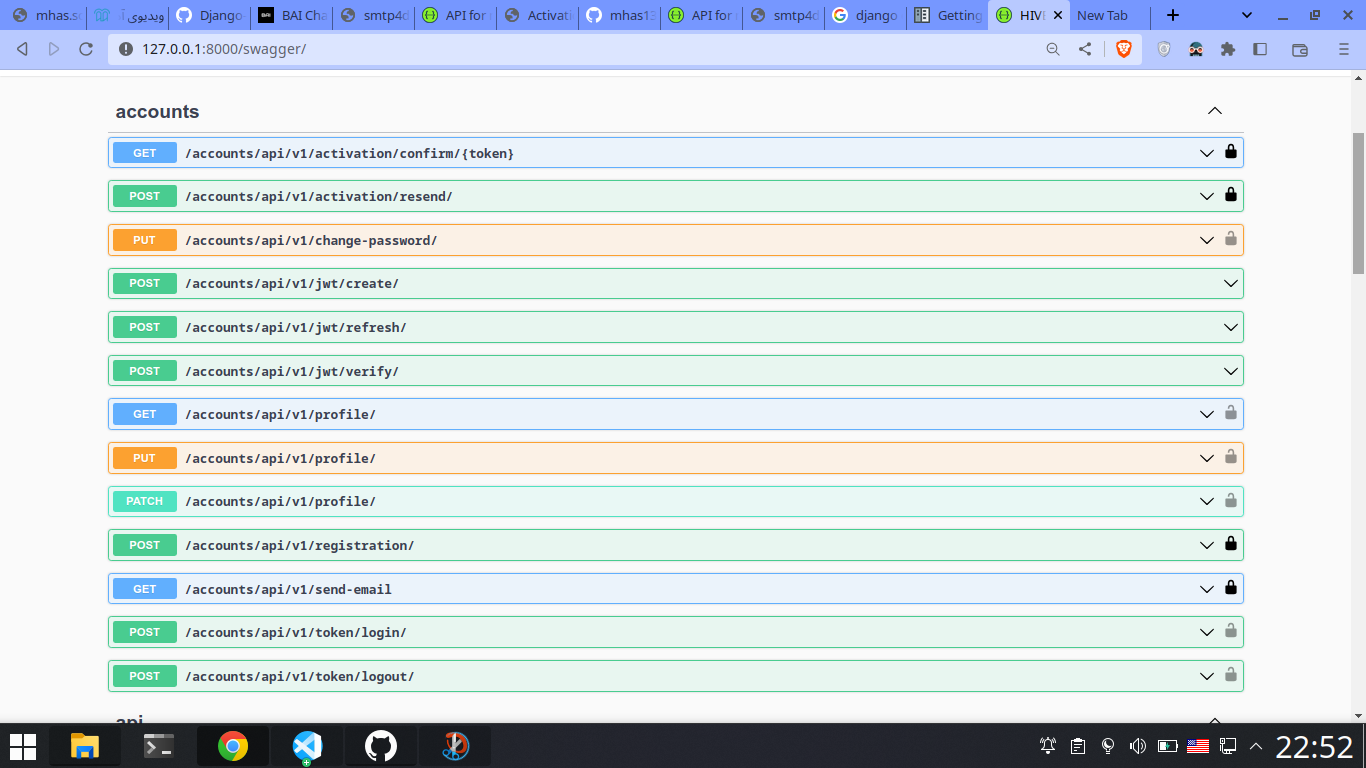 mhas.s
ویدیوی آ
Django
BAI Cha
smtp4d
API for
Activati
mhas13
API for
smtp4d
django
Getting
HIV
New Tab
127.0.0.1:8000/swagger/
accounts
GET /accounts/api/v1/activation/confirm/{token}
POST /accounts/api/v1/activation/resend/
PUT /accounts/api/v1/change-password/
POST /accounts/api/v1/jwt/create/
POST /accounts/api/v1/jwt/refresh/
POST /accounts/api/v1/jwt/verify/
GET /accounts/api/v1/profile/
PUT /accounts/api/v1/profile/
PATCH /accounts/api/v1/profile/
POST /accounts/api/v1/registration/
GET /accounts/api/v1/send-email
POST /accounts/api/v1/token/login/
POST /accounts/api/v1/token/logout/
api
22:52